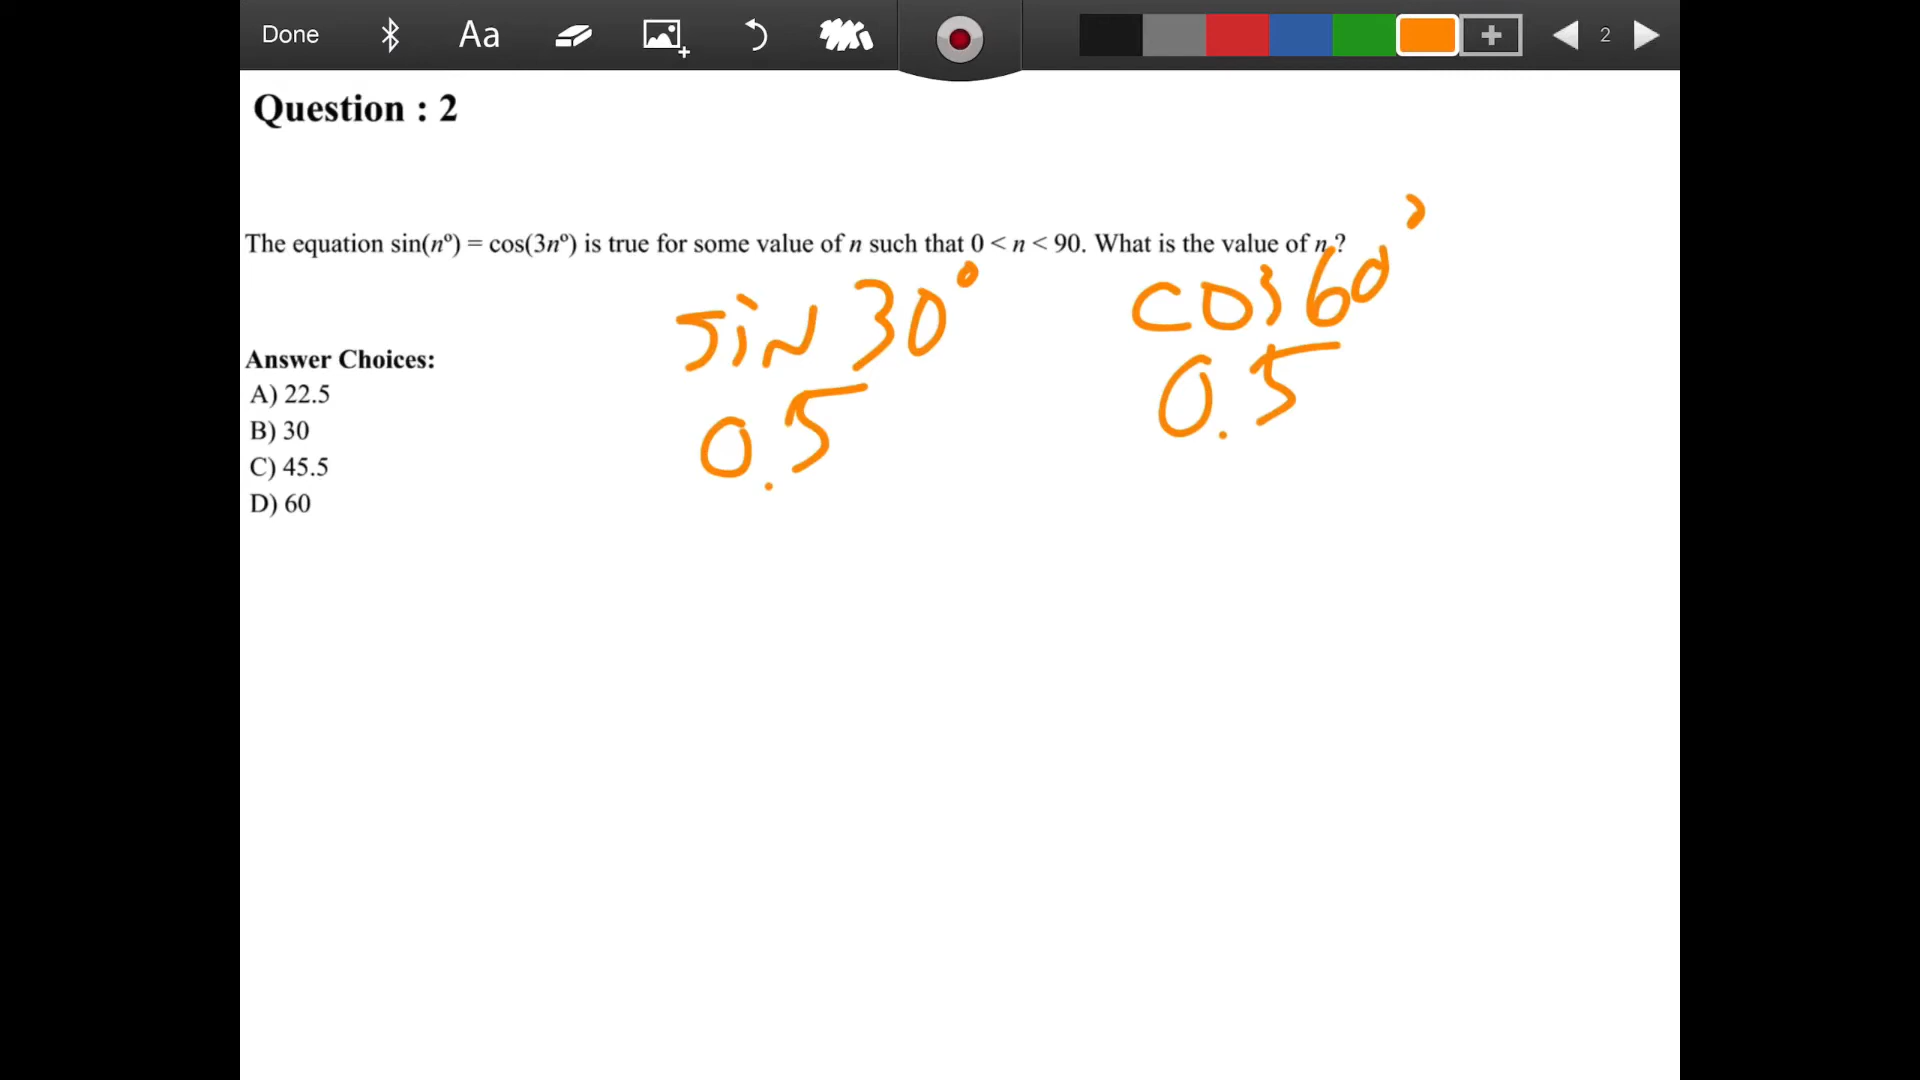 Done Aa 2
Question : 2
The equation sin(nº) = cos(3nº) is true for some value of n such that 0 < n < 90. What is the value of n ?
sin 30° cos 60°
0.5 0.5
Answer Choices:
A) 22.5
B) 30
C) 45.5
D) 60